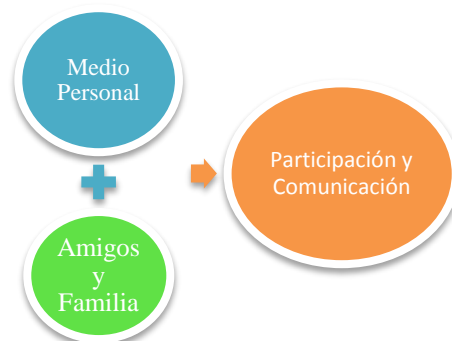 Medio
Personal
Amigos
y
Familia
Participación y
Comunicación